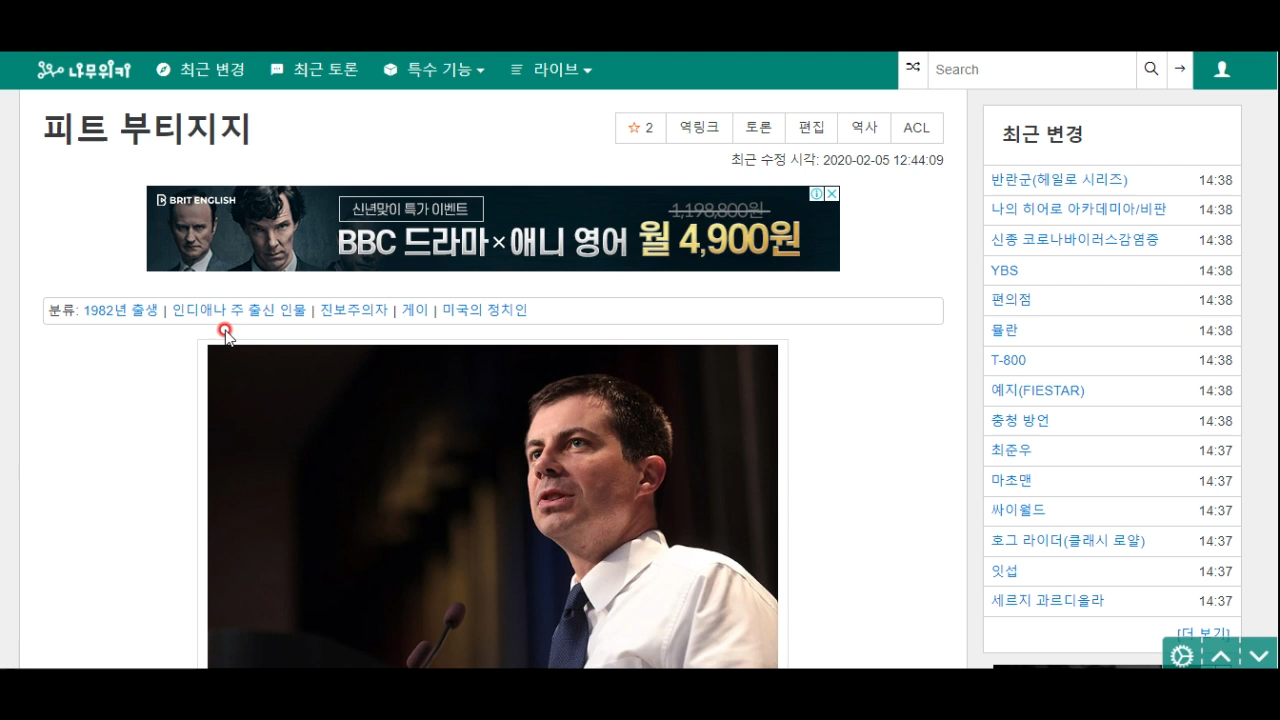 나무위키 최근 변경 최근 토론 특수 기능 라이브 Search
피트 부티지지
☆ 2 역링크 토론 편집 역사 ACL
최근 수정 시각: 2020-02-05 12:44:09
BRIT ENGLISH
신년맞이 특가 이벤트
1,198,800원
BBC 드라마×애니 영어 월 4,900원
분류: 1982년 출생 | 인디애나 주 출신 인물 | 진보주의자 | 게이 | 미국의 정치인
최근 변경
반란군(헤일로 시리즈) 14:38
나의 히어로 아카데미아/비판 14:38
신종 코로나바이러스감염증 14:38
YBS 14:38
편의점 14:38
뮬란 14:38
T-800 14:38
예지(FIESTAR) 14:38
충청 방언 14:38
최준우 14:37
마초맨 14:37
싸이월드 14:37
호그 라이더(클래시 로얄) 14:37
잇섭 14:37
세르지 과르디올라 14:37
[더 보기]